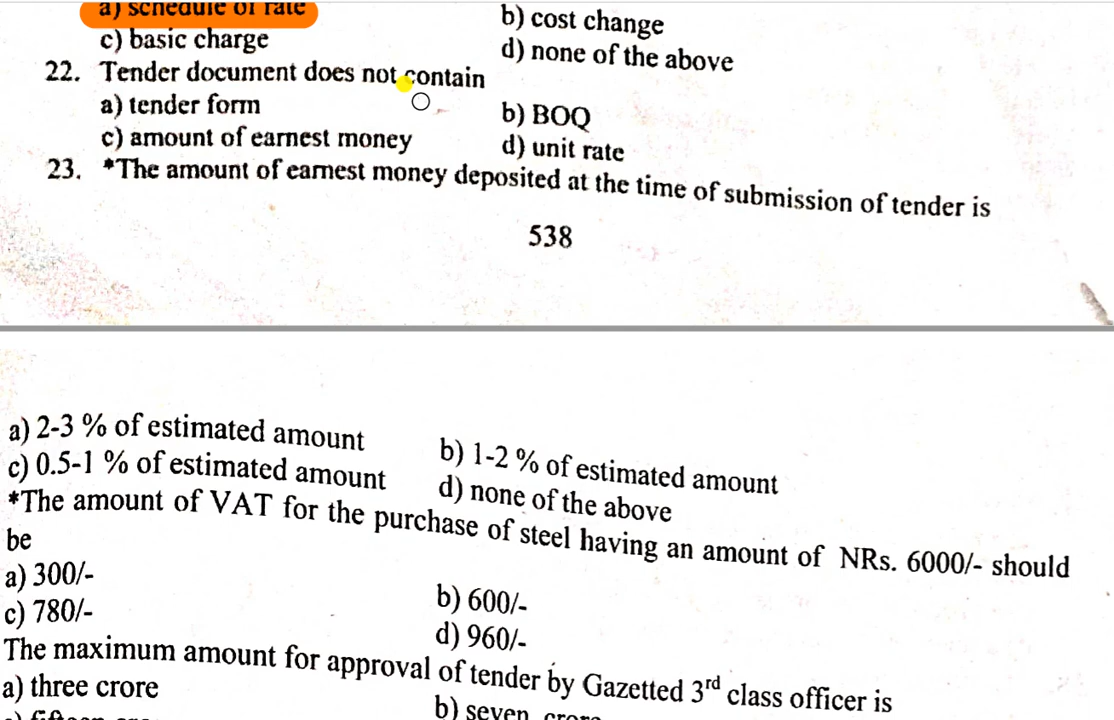 a) schedule of rate b) cost change
c) basic charge d) none of the above
22. Tender document does not contain
a) tender form b) BOQ
c) amount of earnest money d) unit rate
23. *The amount of earnest money deposited at the time of submission of tender is
538
a) 2-3 % of estimated amount b) 1-2 % of estimated amount
c) 0.5-1 % of estimated amount d) none of the above
*The amount of VAT for the purchase of steel having an amount of NRs. 6000/- should
be
a) 300/- b) 600/-
c) 780/- d) 960/-
The maximum amount for approval of tender by Gazetted 3rd class officer is
a) three crore b) seven crore